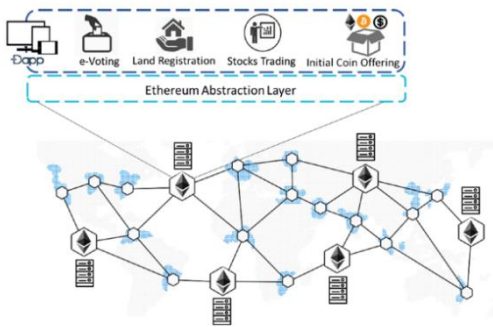 Dapp
e-Voting
Land Registration
Stocks Trading
Initial Coin Offering
Ethereum Abstraction Layer